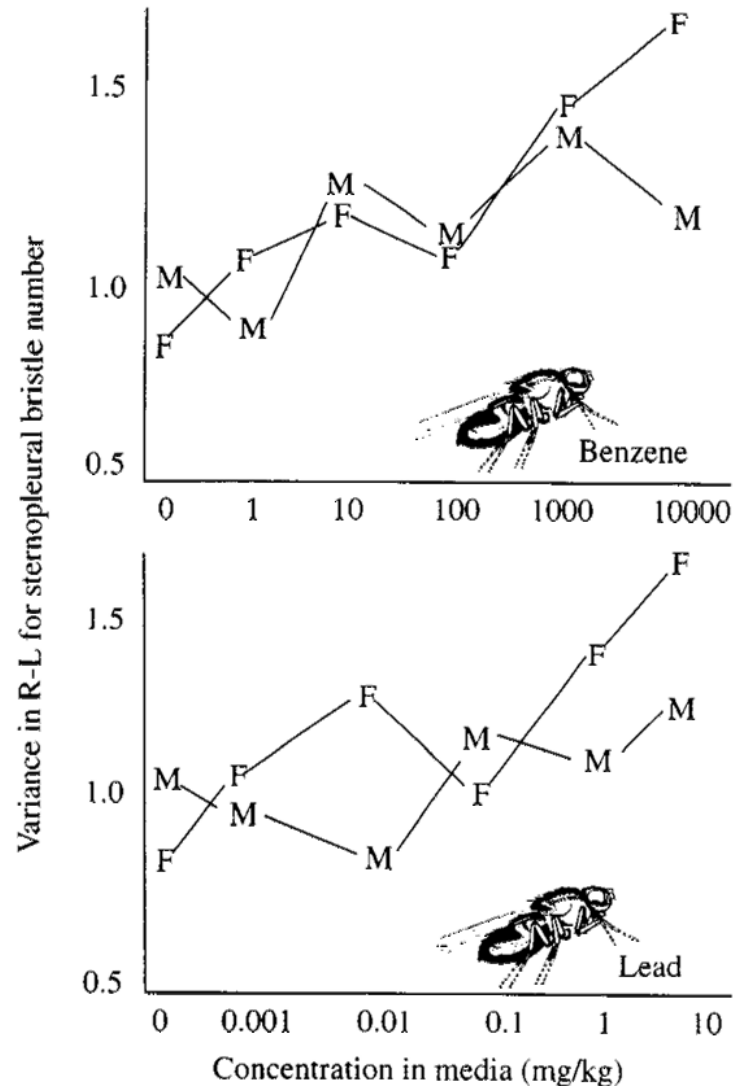 F
1.5
F
M
M
F
M
F
M
F
M
1.0
M
F
Benzene
0.5
0 1 10 100 1000 10000
Variance in R-L for sternopleural bristle number
F
1.5
F
F
M
M
M
F
M
F
1.0
M
M
F
Lead
0.5
0 0.001 0.01 0.1 1 10
Concentration in media (mg/kg)